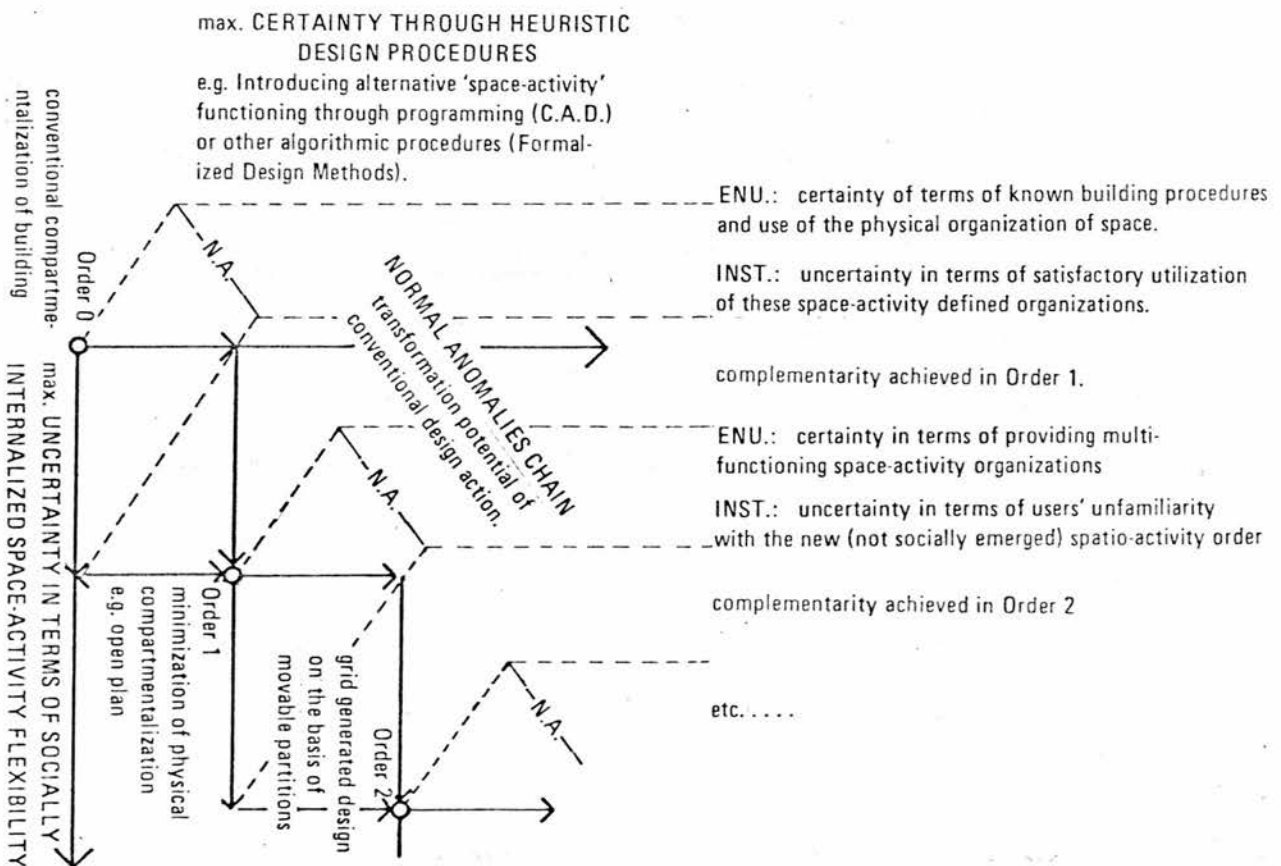 max. CERTAINTY THROUGH HEURISTIC
DESIGN PROCEDURES
e.g. Introducing alternative ‘space-activity’
functioning through programming (C.A.D.)
or other algorithmic procedures (Formal-
ized Design Methods).
conventional compartme-
ntalization of building
Order 0
N.A.
NORMAL ANOMALIES CHAIN
transformation potential of
conventional design action.
ENU.: certainty of terms of known building procedures
and use of the physical organization of space.
INST.: uncertainty in terms of satisfactory utilization
of these space-activity defined organizations.
complementarity achieved in Order 1.
ENU.: certainty in terms of providing multi-
functioning space-activity organizations
INST.: uncertainty in terms of users’ unfamiliarity
with the new (not socially emerged) spatio-activity order
complementarity achieved in Order 2
etc.....
max. UNCERTAINTY IN TERMS OF SOCIALLY
INTERNALIZED SPACE-ACTIVITY FLEXIBILITY
N.A.
Order 1
minimization of physical
compartmentalization
e.g. open plan
N.A.
Order 2
grid generated design
on the basis of
movable partitions